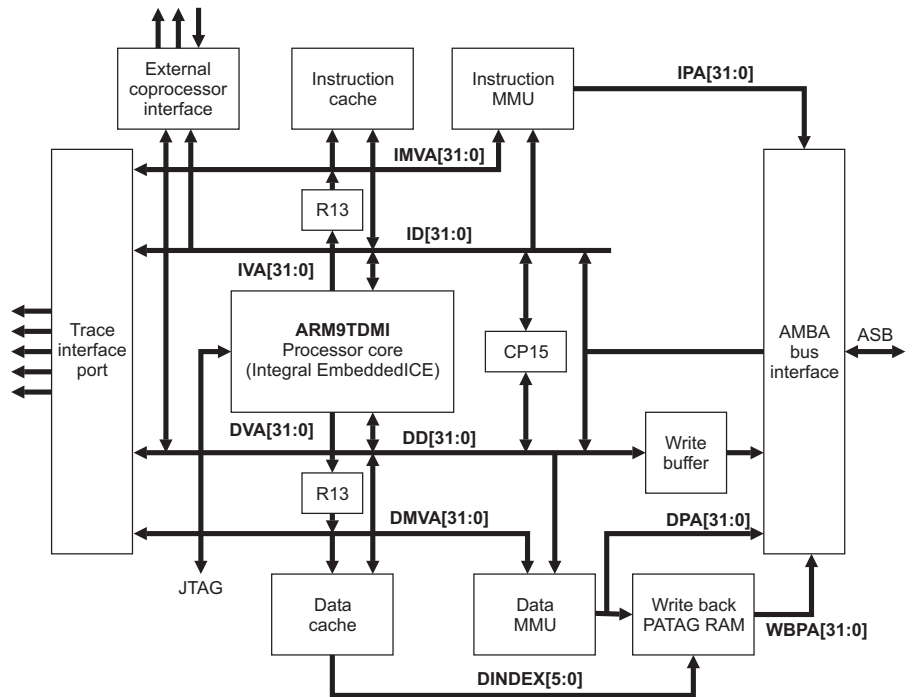 External
coprocessor
interface
Instruction
cache
Instruction
MMU
IPA[31:0]
IMVA[31:0]
R13
ID[31:0]
IVA[31:0]
Trace
interface
port
ARM9TDMI
Processor core
(Integral EmbeddedICE)
CP15
AMBA
bus
interface
ASB
DVA[31:0]
DD[31:0]
Write
buffer
R13
DMVA[31:0]
DPA[31:0]
JTAG
Data
cache
Data
MMU
Write back
PATAG RAM
WBPA[31:0]
DINDEX[5:0]